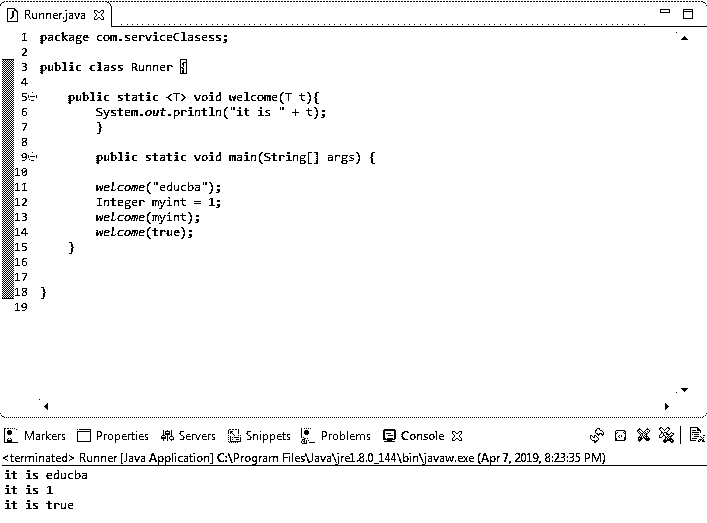 Runner.java
1 package com.serviceClasess;
2
3 public class Runner {
4
5 public static <T> void welcome(T t){
6 System.out.println("it is " + t);
7 }
8
9 public static void main(String[] args) {
10
11 welcome("educba");
12 Integer myint = 1;
13 welcome(myint);
14 welcome(true);
15 }
16
17
18 }
19
Markers Properties Servers Snippets Problems Console
<terminated> Runner [Java Application] C:\Program Files\Java\jre1.8.0_144\bin\javaw.exe (Apr 7, 2019, 8:23:35 PM)
it is educba
it is 1
it is true